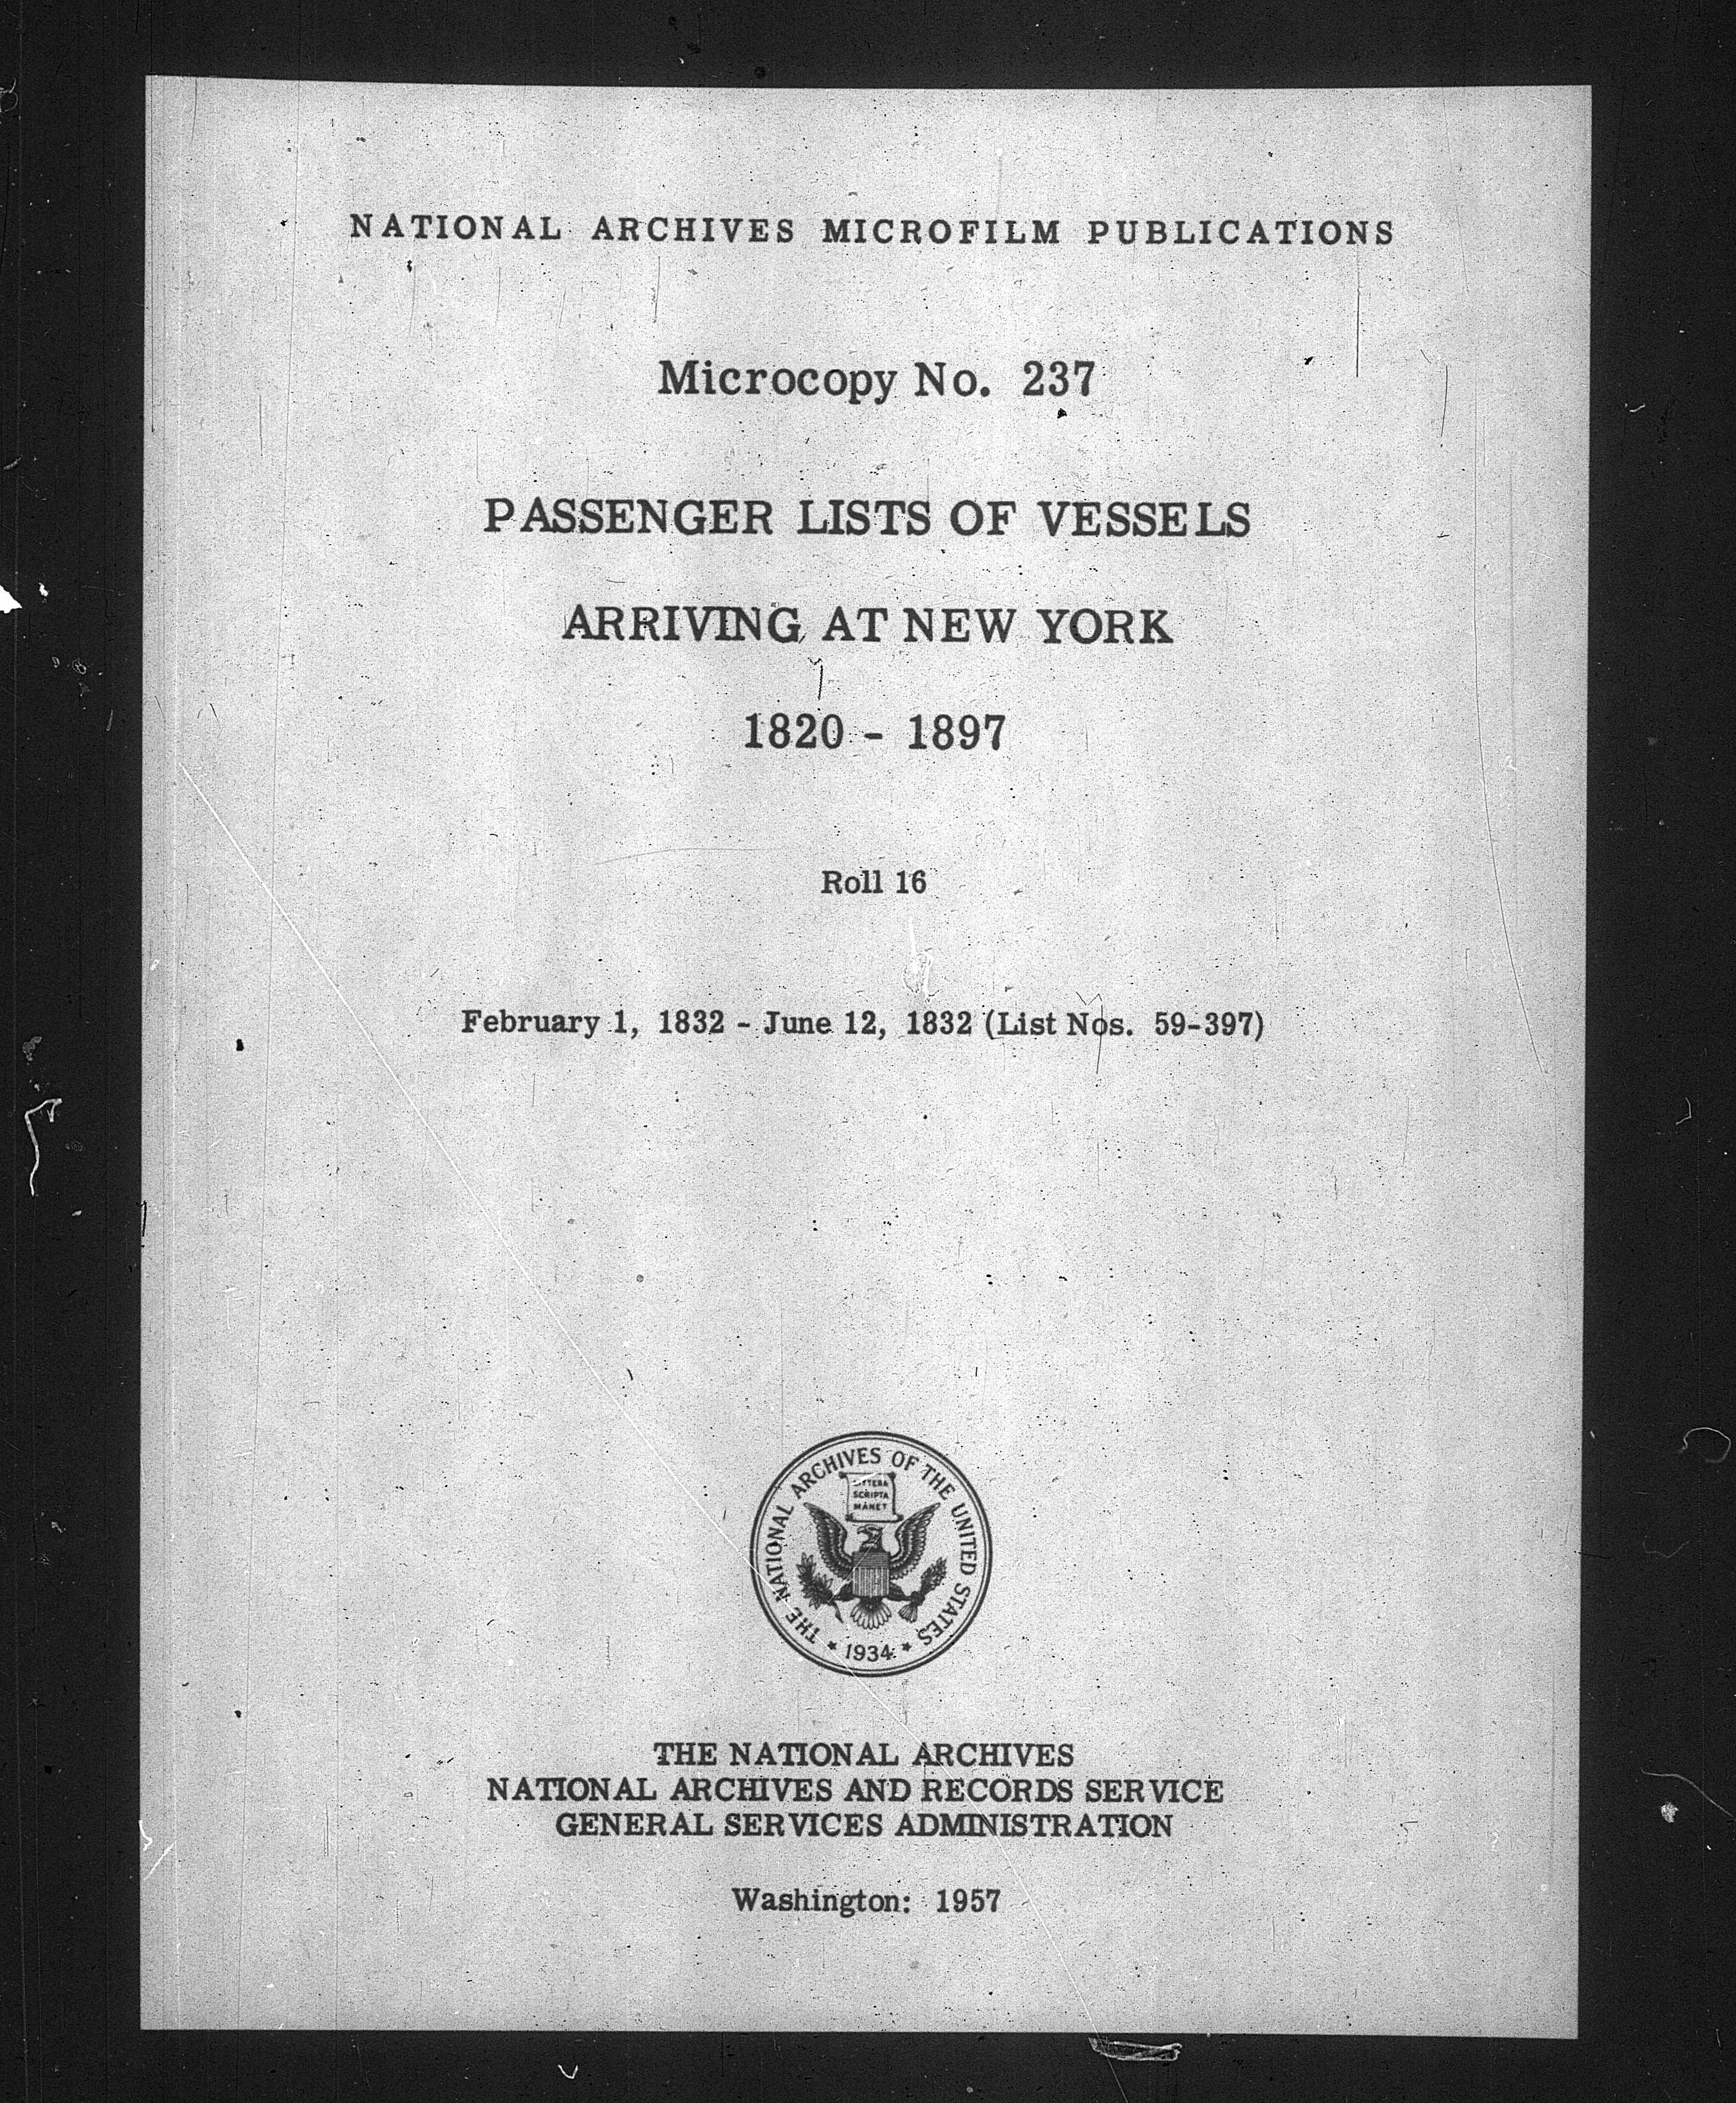 NATIONAL ARCHIVES MICROFILM PUBLICATIONS
Microcopy No. 237
PASSENGER LISTS OF VESSELS
ARRIVING AT NEW YORK
1820 - 1897
Roll 16
February 1, 1832 - June 12, 1832 (List Nos. 59-397)
THE NATIONAL ARCHIVES OF THE UNITED STATES
LITTERA
SCRIPTA
MANET
1934
THE NATIONAL ARCHIVES
NATIONAL ARCHIVES AND RECORDS SERVICE
GENERAL SERVICES ADMINISTRATION
Washington: 1957